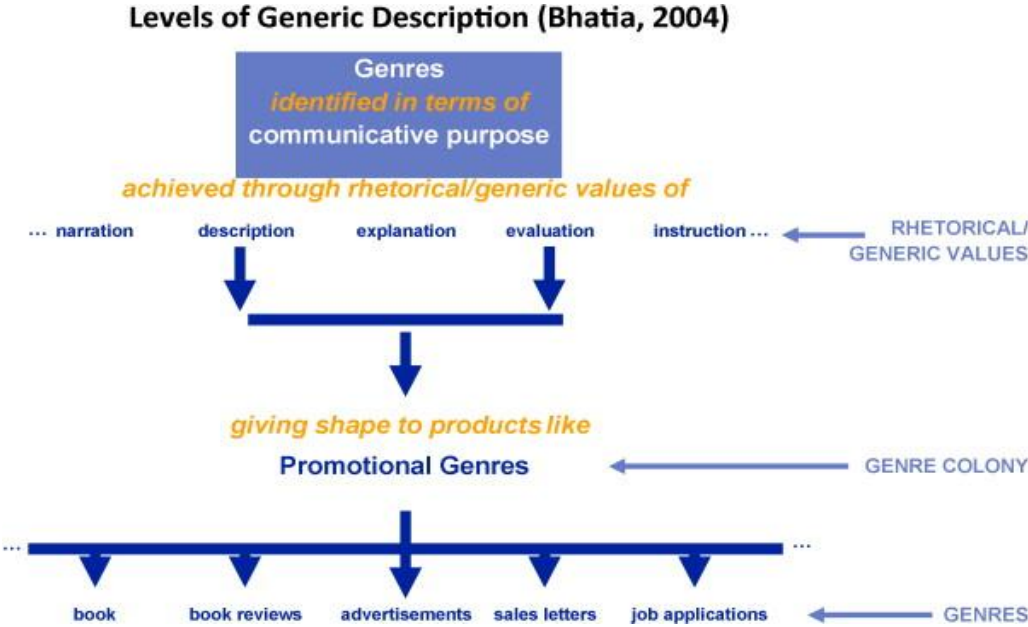 Levels of Generic Description (Bhatia, 2004)
Genres
identified in terms of
communicative purpose
achieved through rhetorical/generic values of
... narration description explanation evaluation instruction ...
RHETORICAL/
GENERIC VALUES
giving shape to products like
Promotional Genres
GENRE COLONY
... ...
book book reviews advertisements sales letters job applications
GENRES